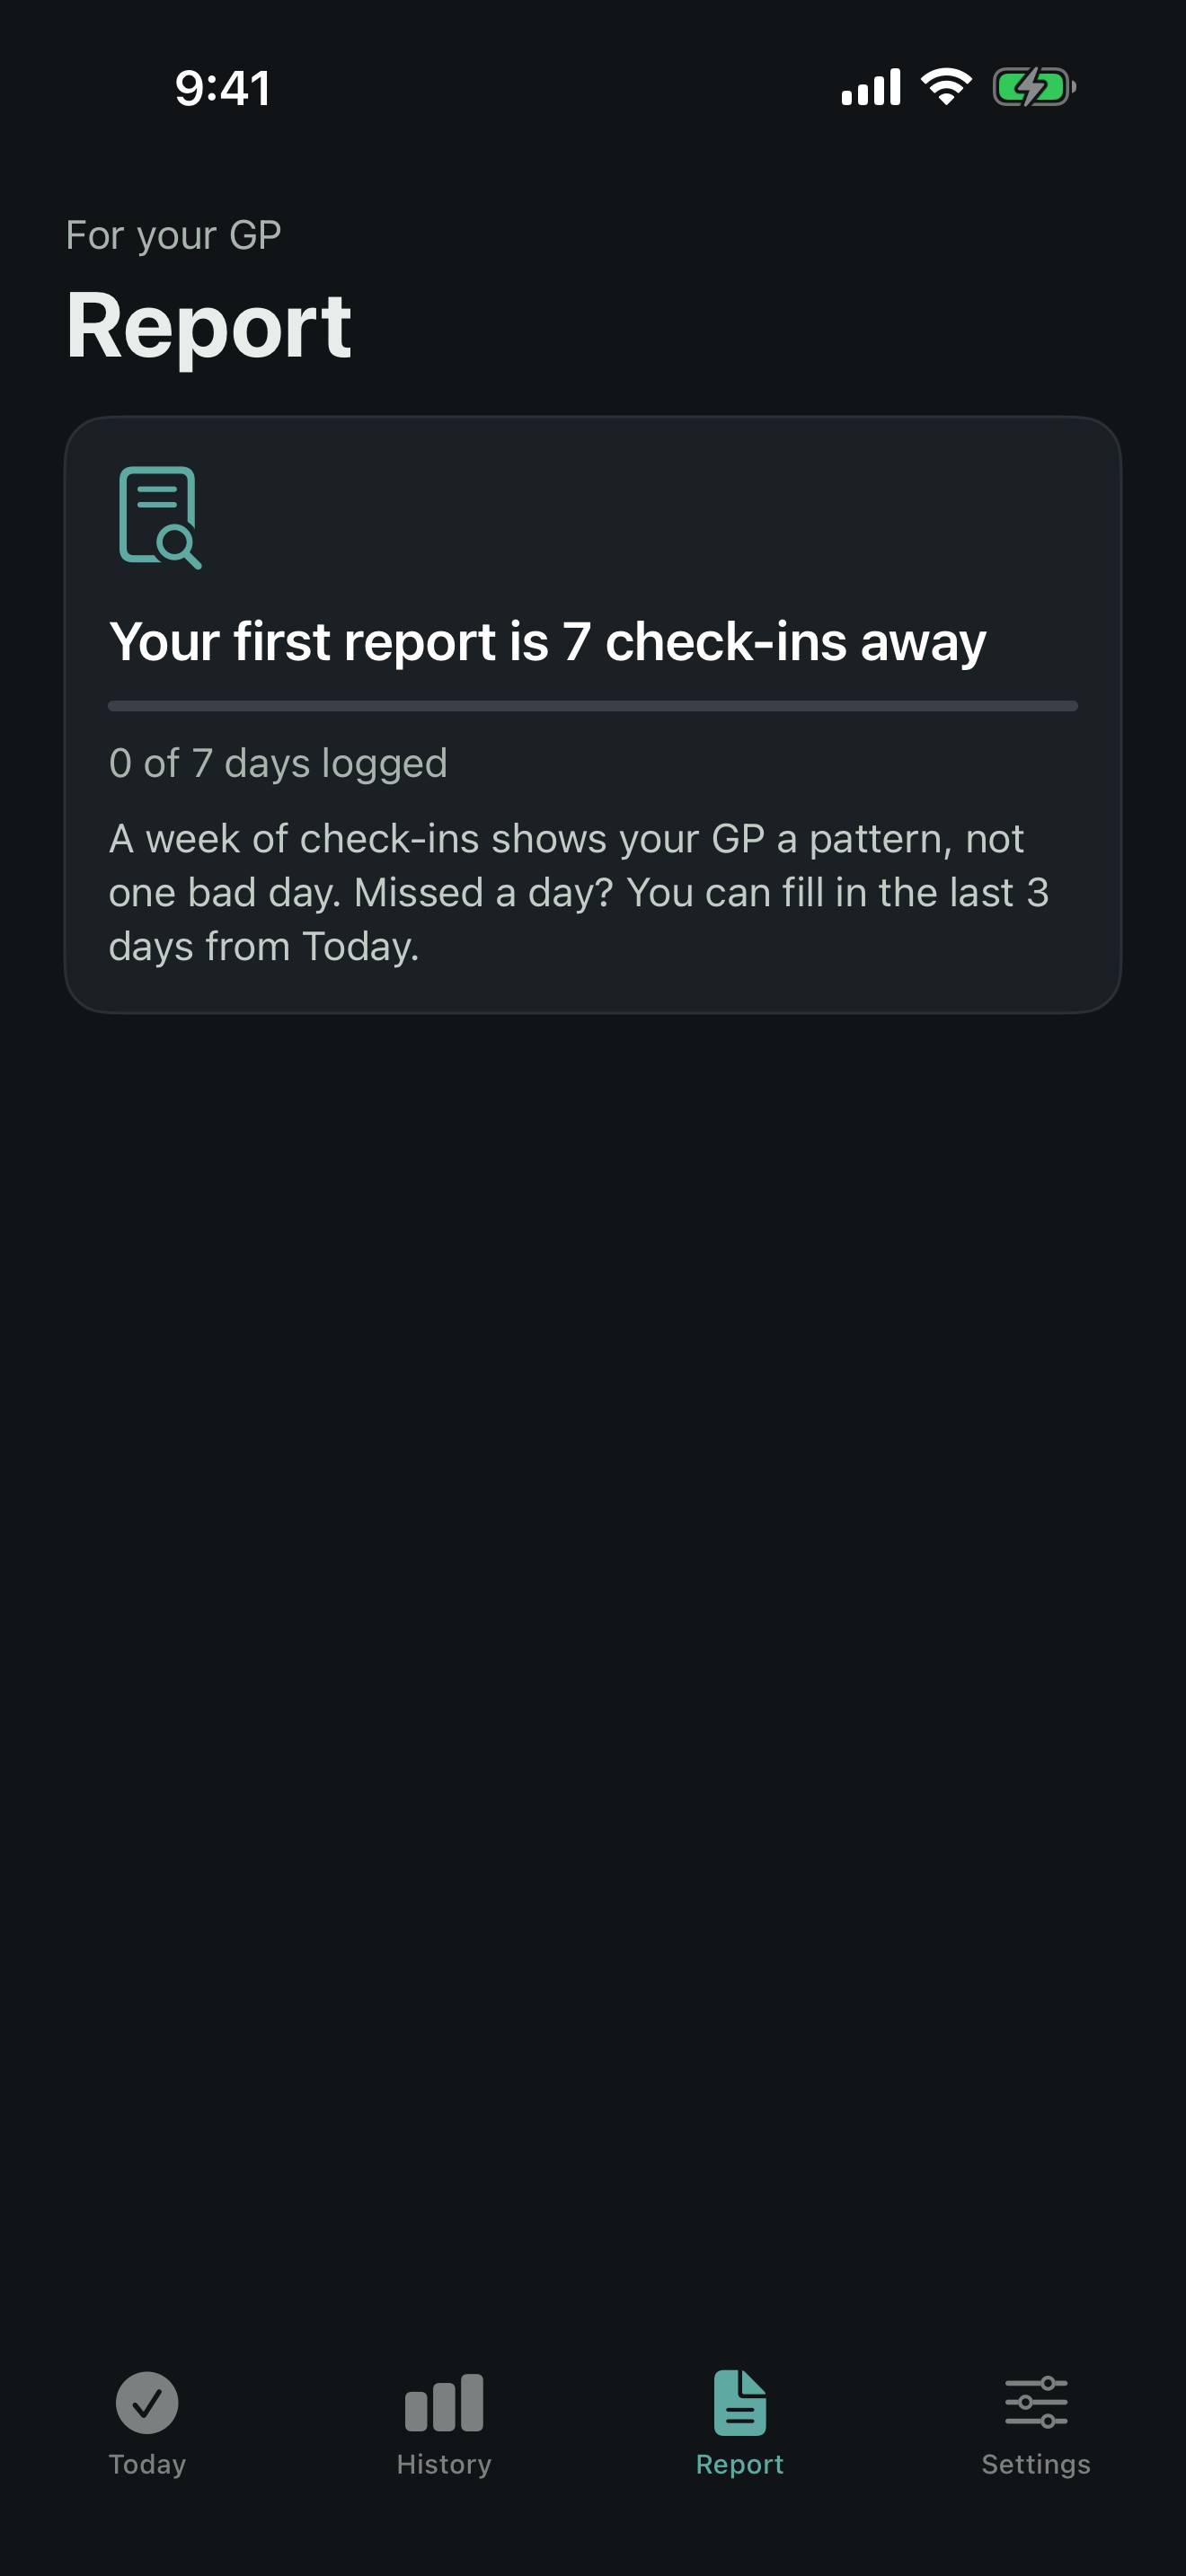 9:41
For your GP
Report
Your first report is 7 check-ins away
0 of 7 days logged
A week of check-ins shows your GP a pattern, not
one bad day. Missed a day? You can fill in the last 3
days from Today.
Today
History
Report
Settings